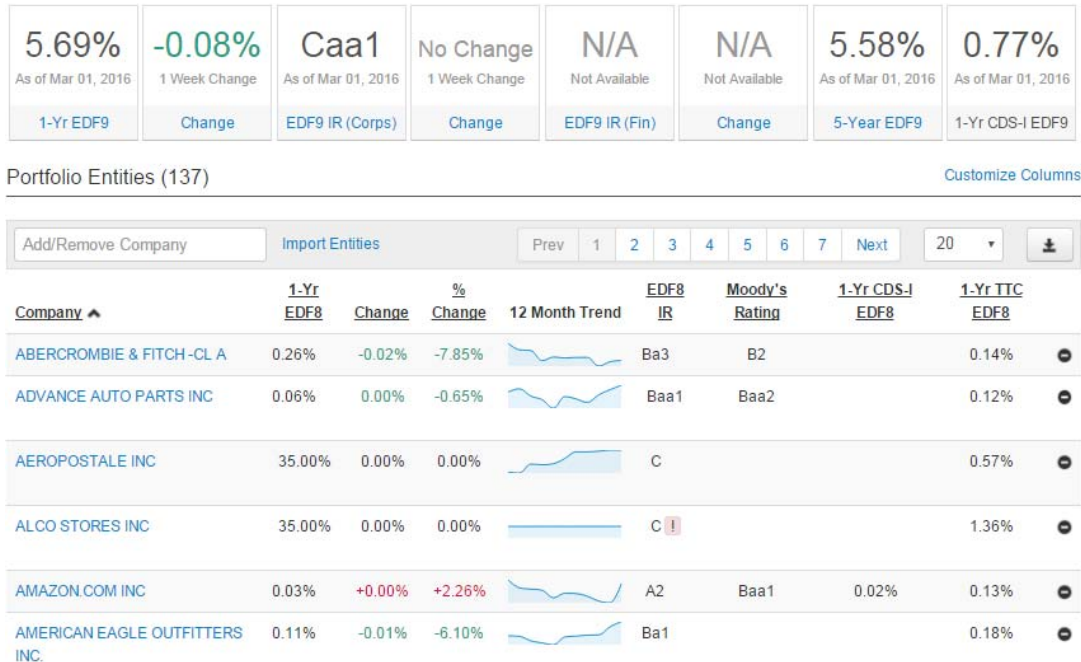 5.69% -0.08% Caa1 No Change N/A N/A 5.58% 0.77%
As of Mar 01, 2016 1 Week Change As of Mar 01, 2016 1 Week Change Not Available Not Available As of Mar 01, 2016 As of Mar 01, 2016
1-Yr EDF9 Change EDF9 IR (Corps) Change EDF9 IR (Fin) Change 5-Year EDF9 1-Yr CDS-I EDF9
Portfolio Entities (137) Customize Columns
Add/Remove Company Import Entities Prev 1 2 3 4 5 6 7 Next 20
1-Yr % EDF8 Moody's 1-Yr CDS-I 1-Yr TTC
Company EDF8 Change Change 12 Month Trend IR Rating EDF8 EDF8
ABERCROMBIE & FITCH -CL A 0.26% -0.02% -7.85% Ba3 B2 0.14%
ADVANCE AUTO PARTS INC 0.06% 0.00% -0.65% Baa1 Baa2 0.12%
AEROPOSTALE INC 35.00% 0.00% 0.00% C 0.57%
ALCO STORES INC 35.00% 0.00% 0.00% C ! 1.36%
AMAZON.COM INC 0.03% +0.00% +2.26% A2 Baa1 0.02% 0.13%
AMERICAN EAGLE OUTFITTERS 0.11% -0.01% -6.10% Ba1 0.18%
INC.